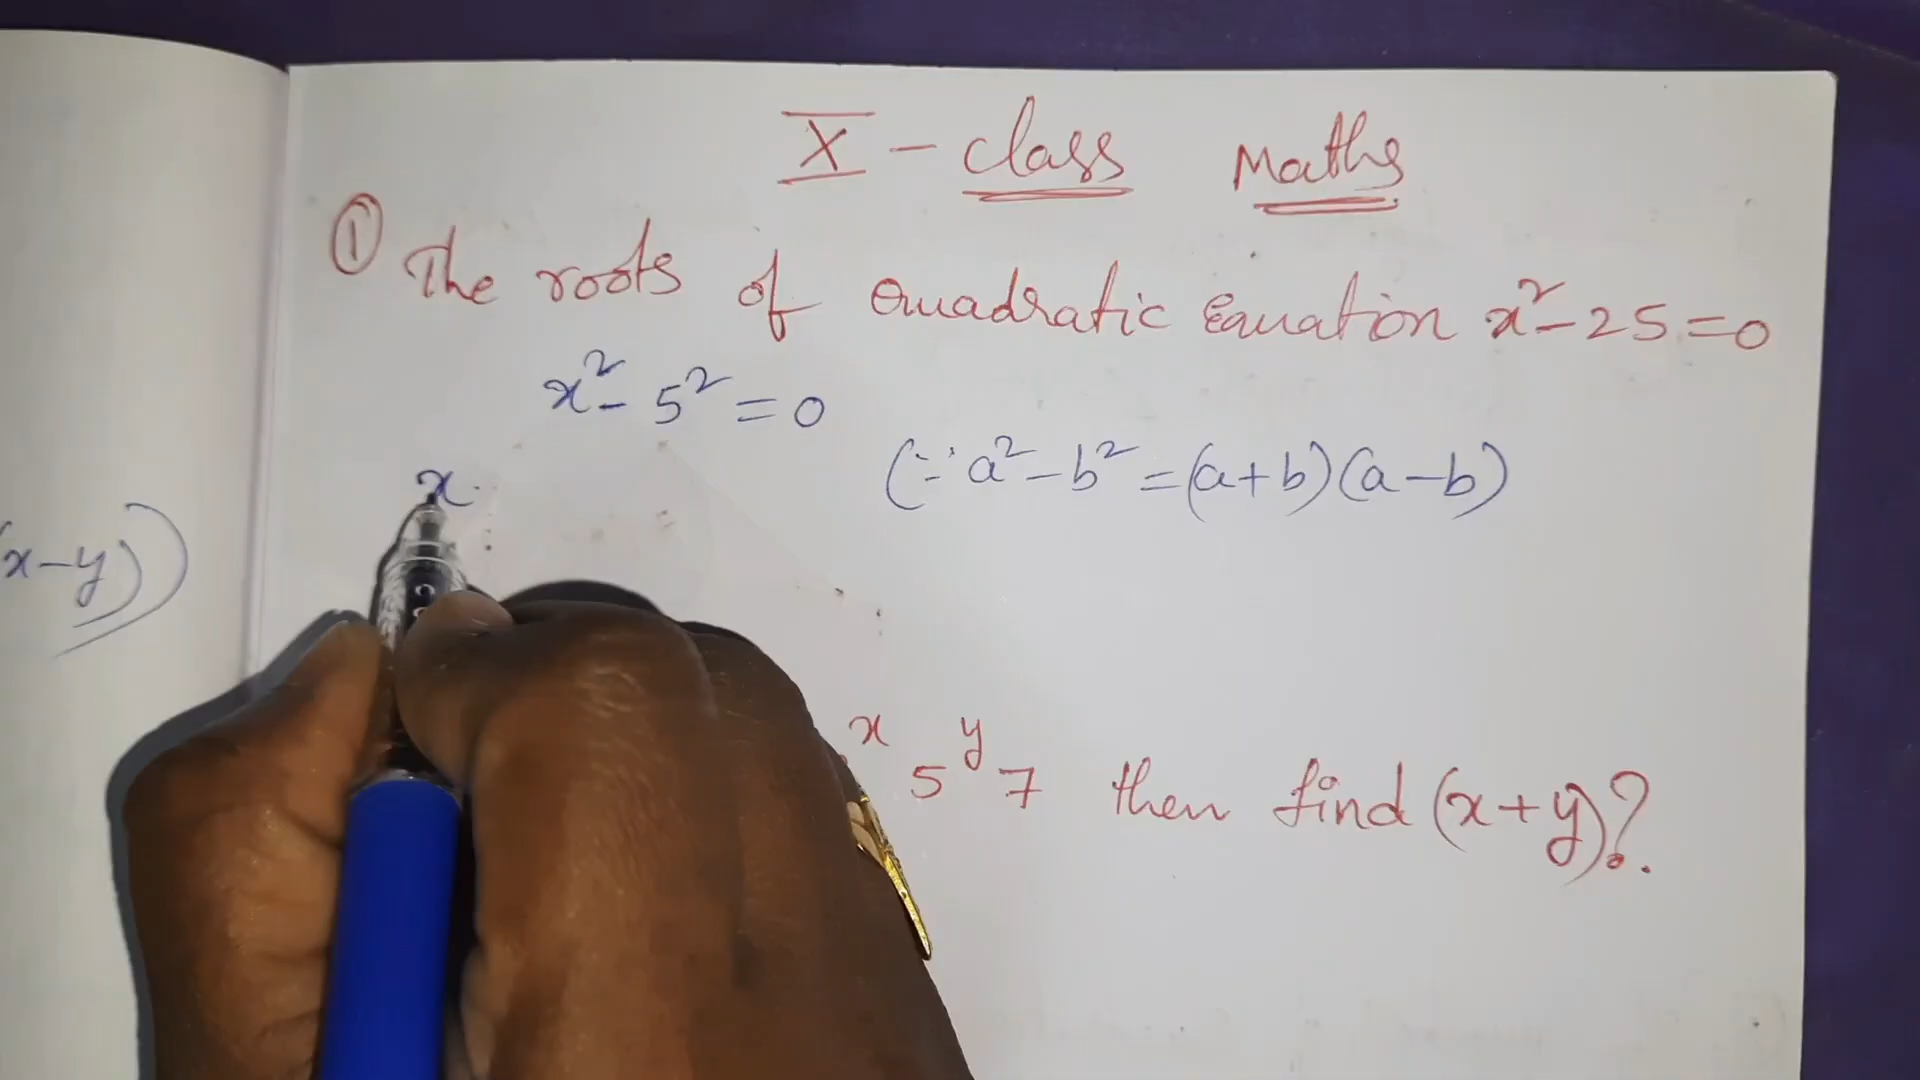 X - class Maths
① The roots of Quadratic Equation x² - 25 = 0
x² - 5² = 0
(∵ a² - b² = (a+b)(a-b)
x
x-y))
x 5^y 7 then find (x+y)?